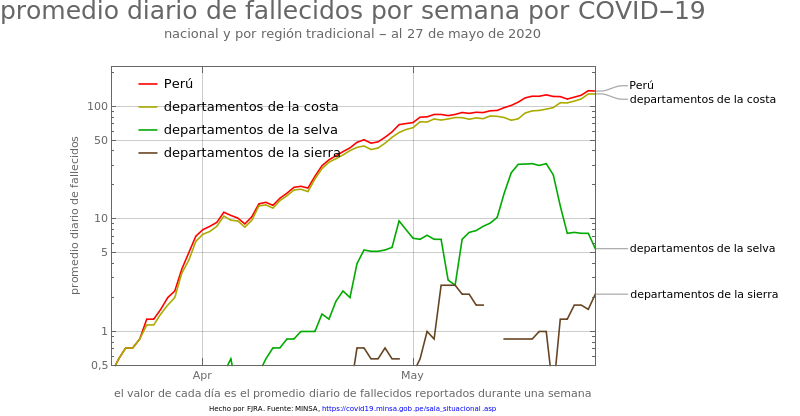 promedio diario de fallecidos por semana por COVID−19
nacional y por región tradicional − al 27 de mayo de 2020
Perú
departamentos de la costa
departamentos de la selva
departamentos de la sierra
promedio diario de fallecidos
100
50
10
5
1
0,5
Apr
May
Perú
departamentos de la costa
departamentos de la selva
departamentos de la sierra
el valor de cada día es el promedio diario de fallecidos reportados durante una semana
Hecho por FJRA. Fuente: MINSA, https://covid19.minsa.gob.pe/sala_situacional.asp